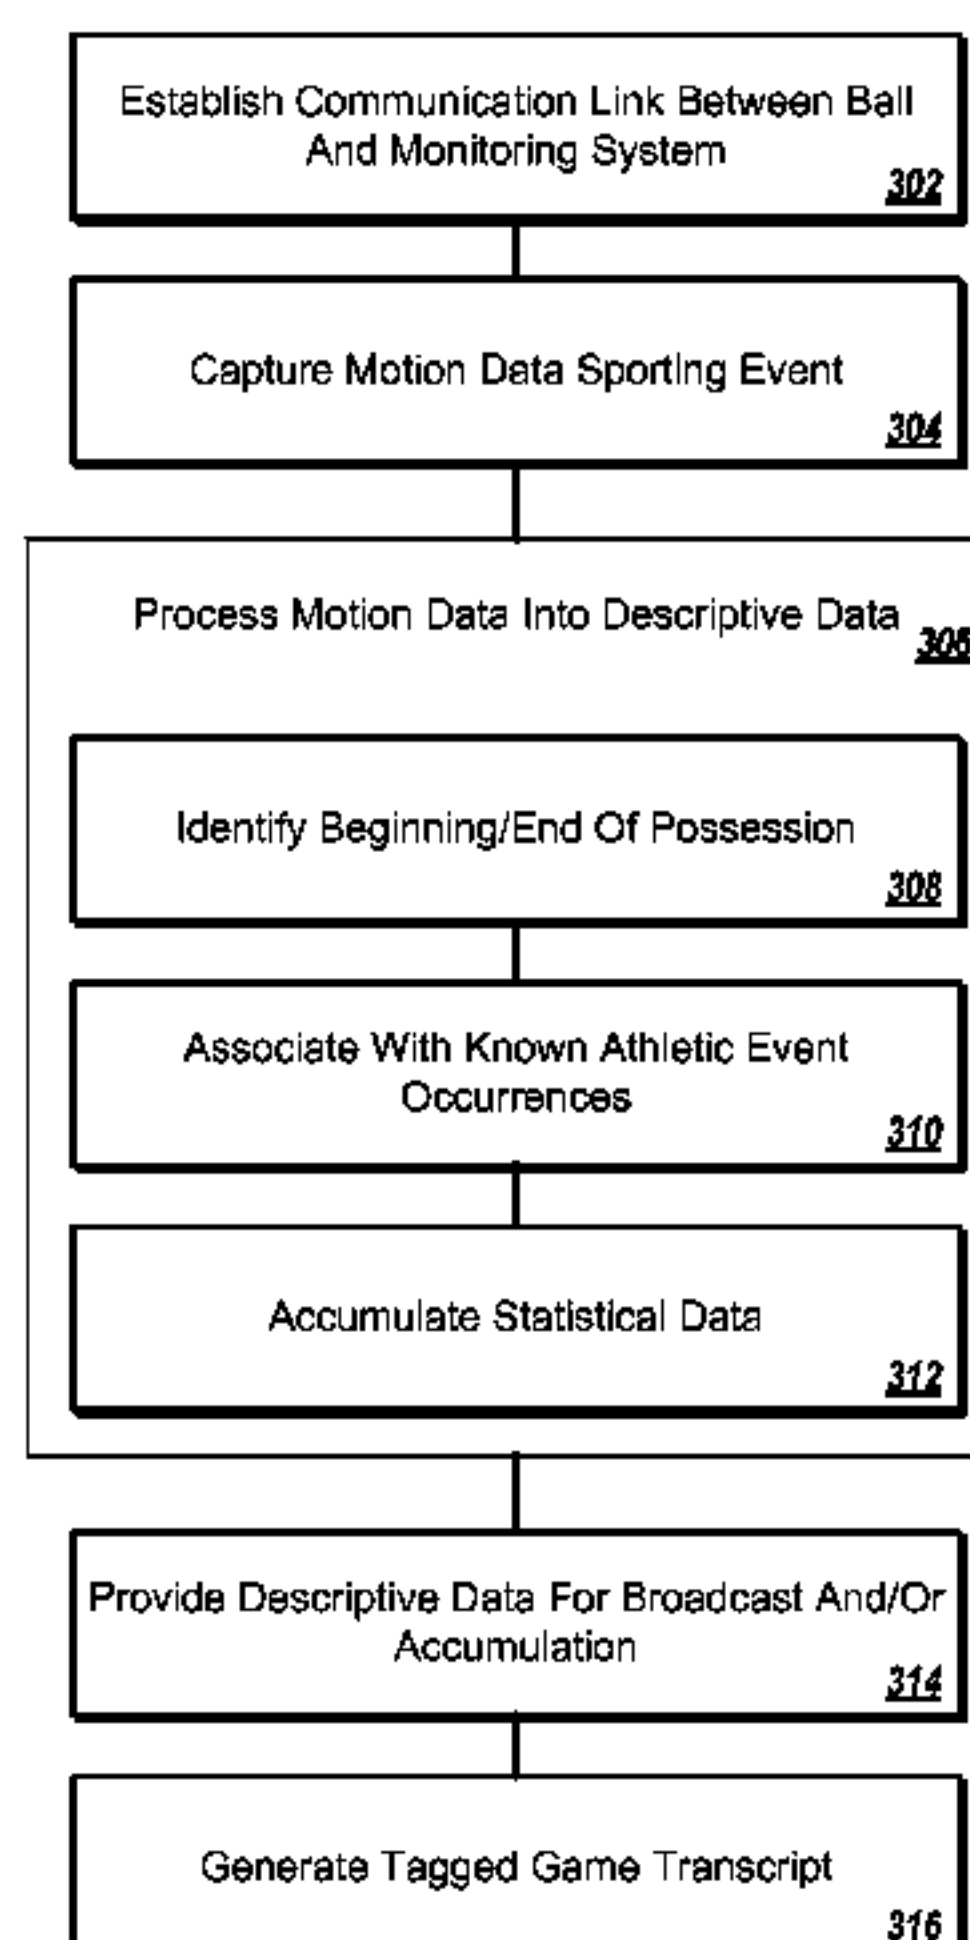 Establish Communication Link Between Ball
And Monitoring System
302
Capture Motion Data Sporting Event
304
Process Motion Data Into Descriptive Data
306
Identify Beginning/End Of Possession
308
Associate With Known Athletic Event
Occurrences
310
Accumulate Statistical Data
312
Provide Descriptive Data For Broadcast And/Or
Accumulation
314
Generate Tagged Game Transcript
316